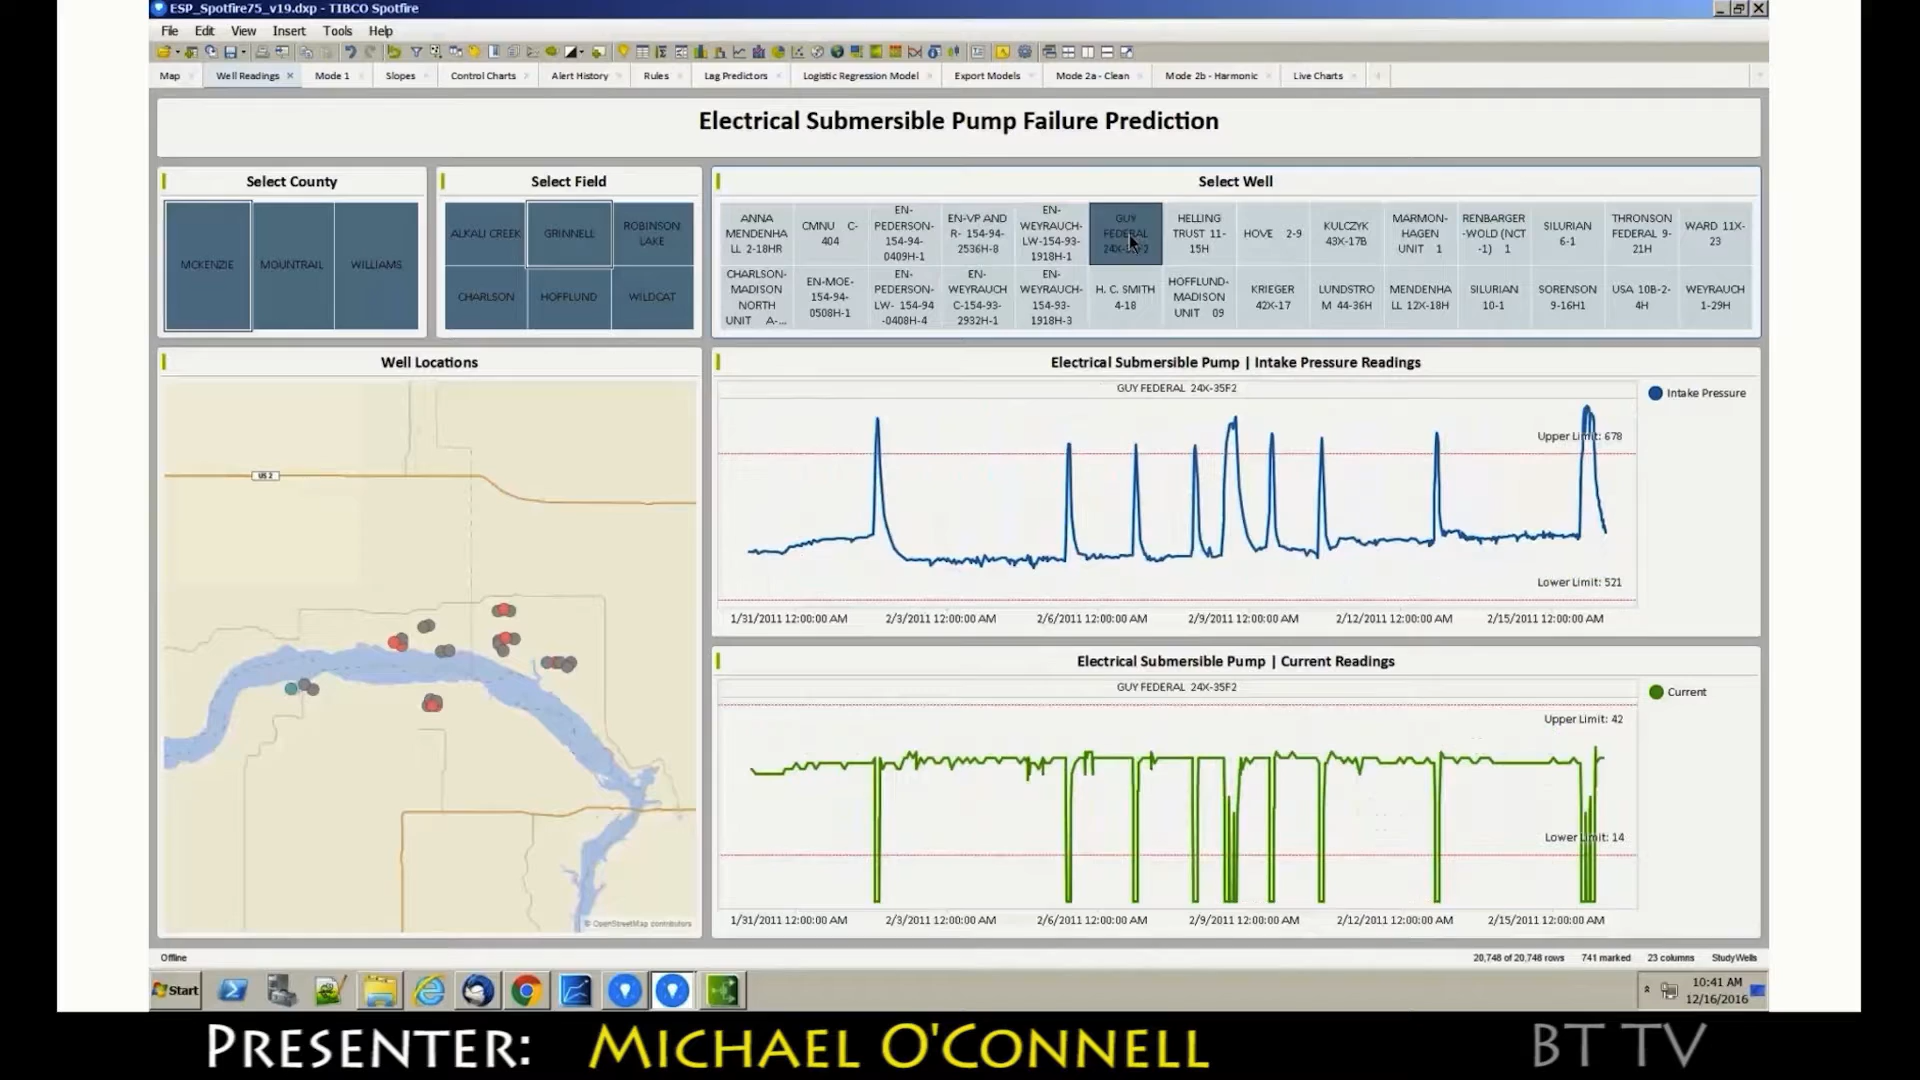 ESP_Spotfire75_v19.dxp - TIBCO Spotfire
File Edit View Insert Tools Help
Map Well Readings Mode 1 Slopes Control Charts Alert History Rules Lag Predictors Logistic Regression Model Export Models Mode 2a - Clean Mode 2b - Harmonic Live Charts
Electrical Submersible Pump Failure Prediction
Select County
MCKENZIE MOUNTRAIL WILLIAMS
Select Field
ALKALI CREEK GRINNELL ROBINSON
LAKE
CHARLSON HOFFLUND WILDCAT
Select Well
ANNA
MENDENHA
LL 2-18HR
CMNU C-
404
EN-
PEDERSON-
154-94-
0409H-1
EN-VP AND
R- 154-94-
2536H-8
EN-
WEYRAUCH-
LW-154-93-
1918H-1
GUY
FEDERAL
HELLING
TRUST 11-
15H
HOVE 2-9
KULCZYK
43X-17B
MARMON-
HAGEN
UNIT 1
RENBARGER
-WOLD (NCT
-1) 1
SILURIAN
6-1
THRONSON
FEDERAL 9-
21H
WARD 11X-
23
CHARLSON-
MADISON
NORTH
UNIT A-...
EN-MOE-
154-94-
0508H-1
EN-
PEDERSON-
LW- 154-94
-0408H-4
EN-
WEYRAUCH
C-154-93-
2932H-1
EN-
WEYRAUCH-
154-93-
1918H-3
H. C. SMITH
4-18
HOFFLUND-
MADISON
UNIT 09
KRIEGER
42X-17
LUNDSTRO
M 44-36H
MENDENHA
LL 12X-18H
SILURIAN
10-1
SORENSON
9-16H1
USA 10B-2-
4H
WEYRAUCH
1-29H
Well Locations
US 2
© OpenStreetMap contributors
Electrical Submersible Pump | Intake Pressure Readings
GUY FEDERAL 24X-35F2
Intake Pressure
Upper Limit: 678
Lower Limit: 521
1/31/2011 12:00:00 AM 2/3/2011 12:00:00 AM 2/6/2011 12:00:00 AM 2/9/2011 12:00:00 AM 2/12/2011 12:00:00 AM 2/15/2011 12:00:00 AM
Electrical Submersible Pump | Current Readings
GUY FEDERAL 24X-35F2
Current
Upper Limit: 42
Lower Limit: 14
1/31/2011 12:00:00 AM 2/3/2011 12:00:00 AM 2/6/2011 12:00:00 AM 2/9/2011 12:00:00 AM 2/12/2011 12:00:00 AM 2/15/2011 12:00:00 AM
Offline 20,748 of 20,748 rows 741 marked 23 columns StudyWells
Start
10:41 AM
12/16/2016
PRESENTER: MICHAEL O'CONNELL BT TV